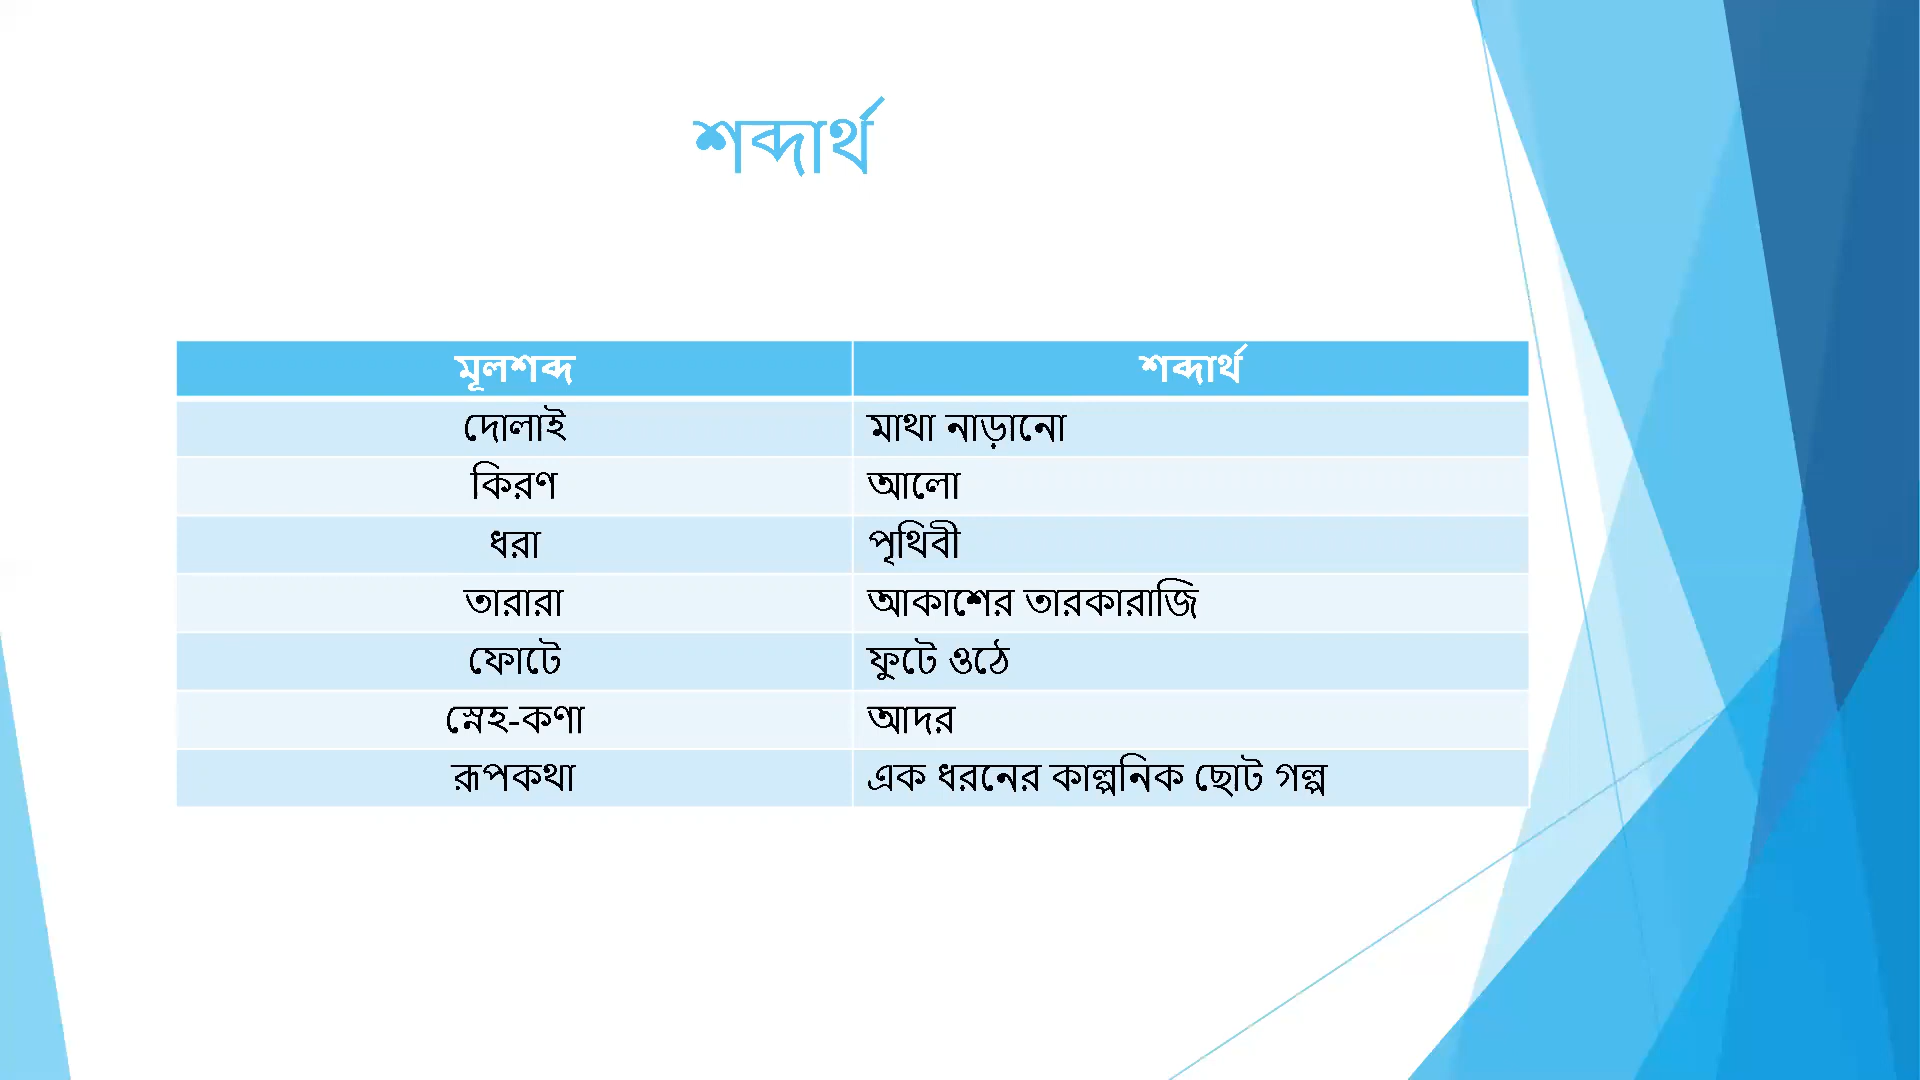 শব্দার্থ
মূলশব্দ শব্দার্থ
দোলাই মাথা নাড়ানো
কিরণ আলো
ধরা পৃথিবী
তারারা আকাশের তারকারাজি
ফোটে ফুটে ওঠে
স্নেহ-কণা আদর
রূপকথা এক ধরনের কাল্পনিক ছোট গল্প